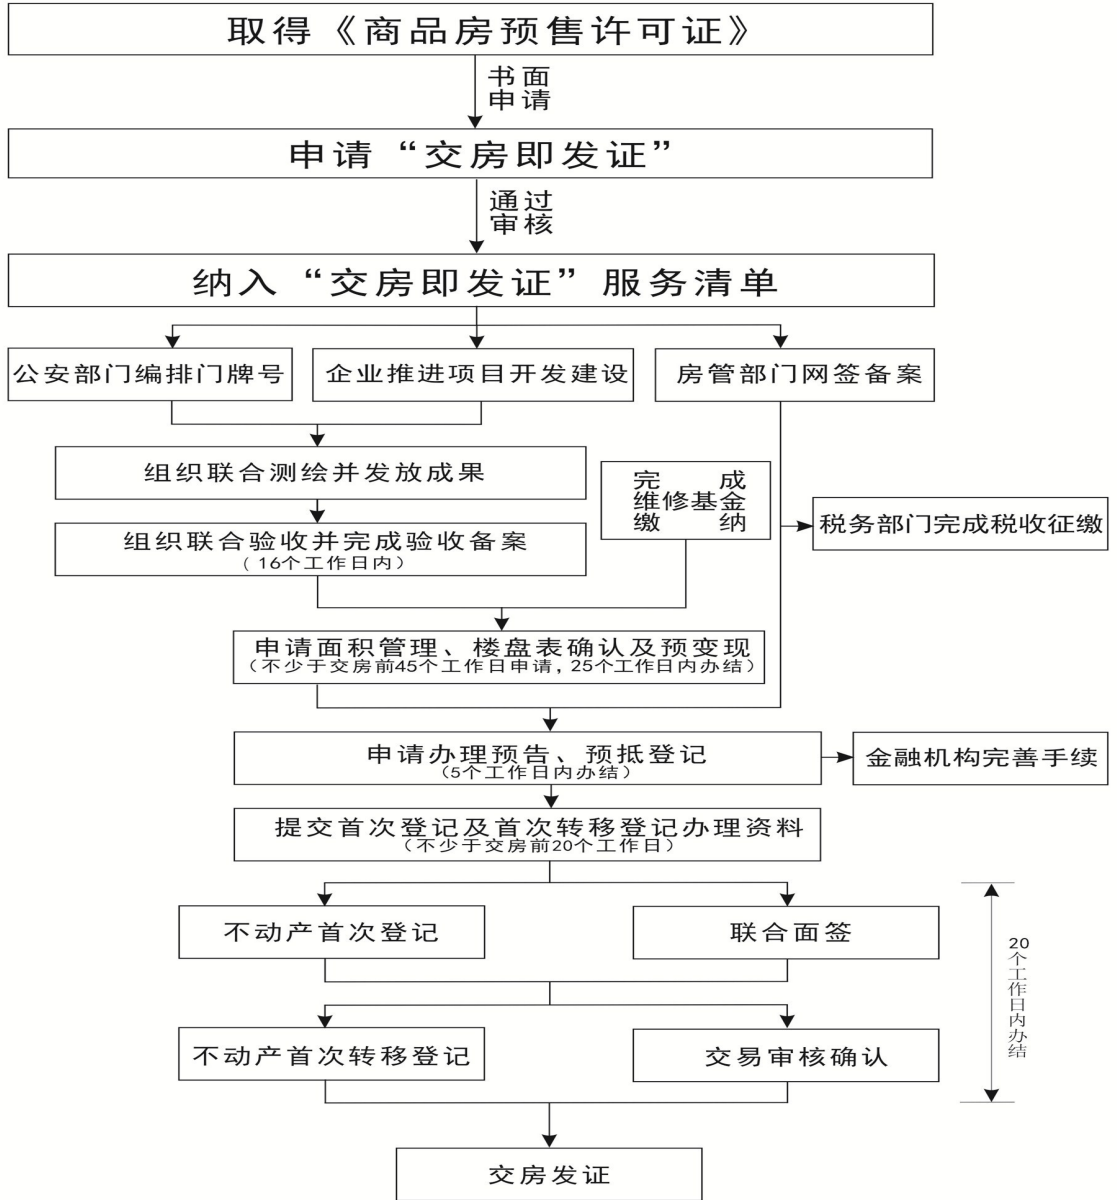 取得《商品房预售许可证》
书面
申请
申请“交房即发证”
通过
审核
纳入“交房即发证”服务清单
公安部门编排门牌号
企业推进项目开发建设
房管部门网签备案
组织联合测绘并发放成果
完成
维修基金
缴纳
税务部门完成税收征缴
组织联合验收并完成验收备案
（16个工作日内）
申请面积管理、楼盘表确认及预变现
（不少于交房前45个工作日申请，25个工作日内办结）
申请办理预告、预抵登记
（5个工作日内办结）
金融机构完善手续
提交首次登记及首次转移登记办理资料
（不少于交房前20个工作日）
不动产首次登记
联合面签
20个工作日内办结
不动产首次转移登记
交易审核确认
交房发证